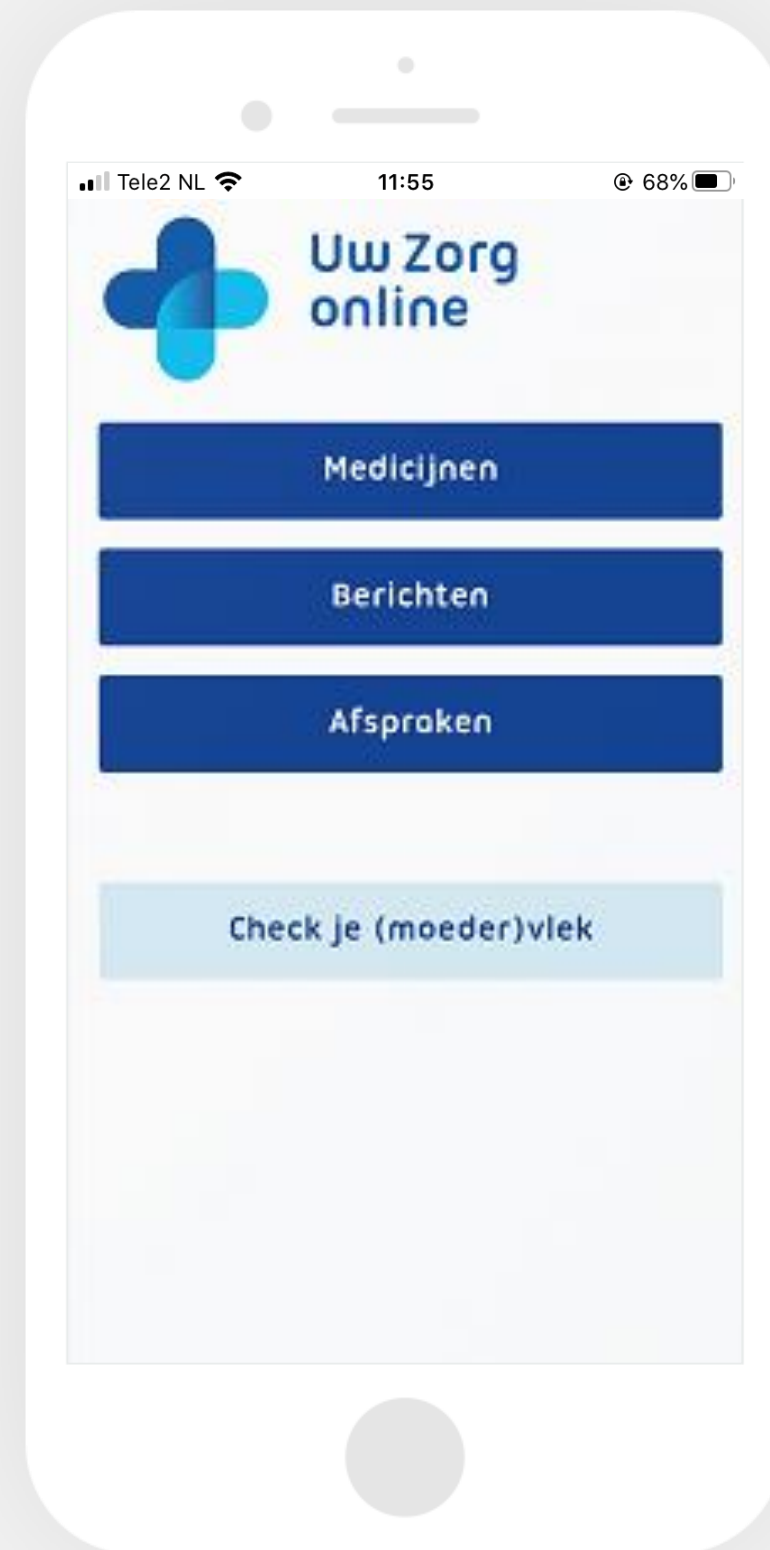 Tele2 NL 11:55 68%
Uw Zorg
online
Medicijnen
Berichten
Afspraken
Check je (moeder)vlek